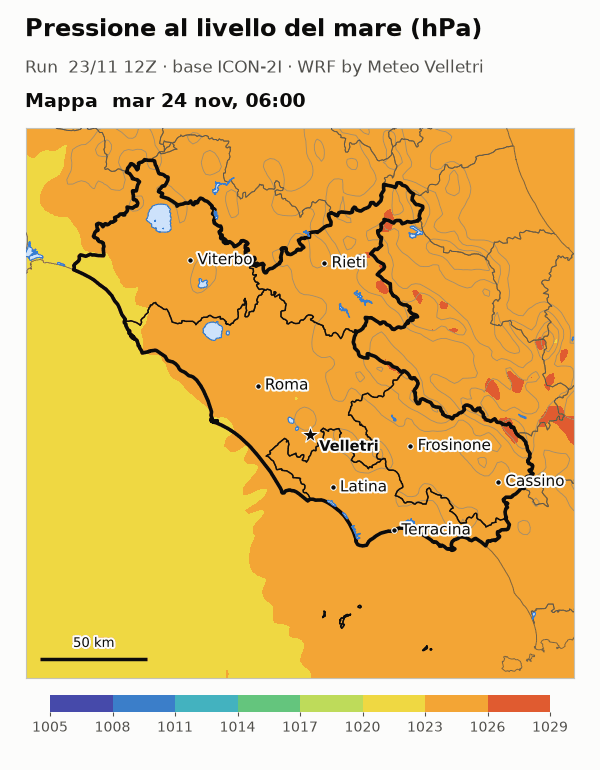 Pressione al livello del mare (hPa)
Run  23/11 12Z · base ICON-2I · WRF by Meteo Velletri
Mappa  mar 24 nov, 06:00
Viterbo
Rieti
Roma
Velletri
Frosinone
Cassino
Latina
Terracina
50 km
1005 1008 1011 1014 1017 1020 1023 1026 1029